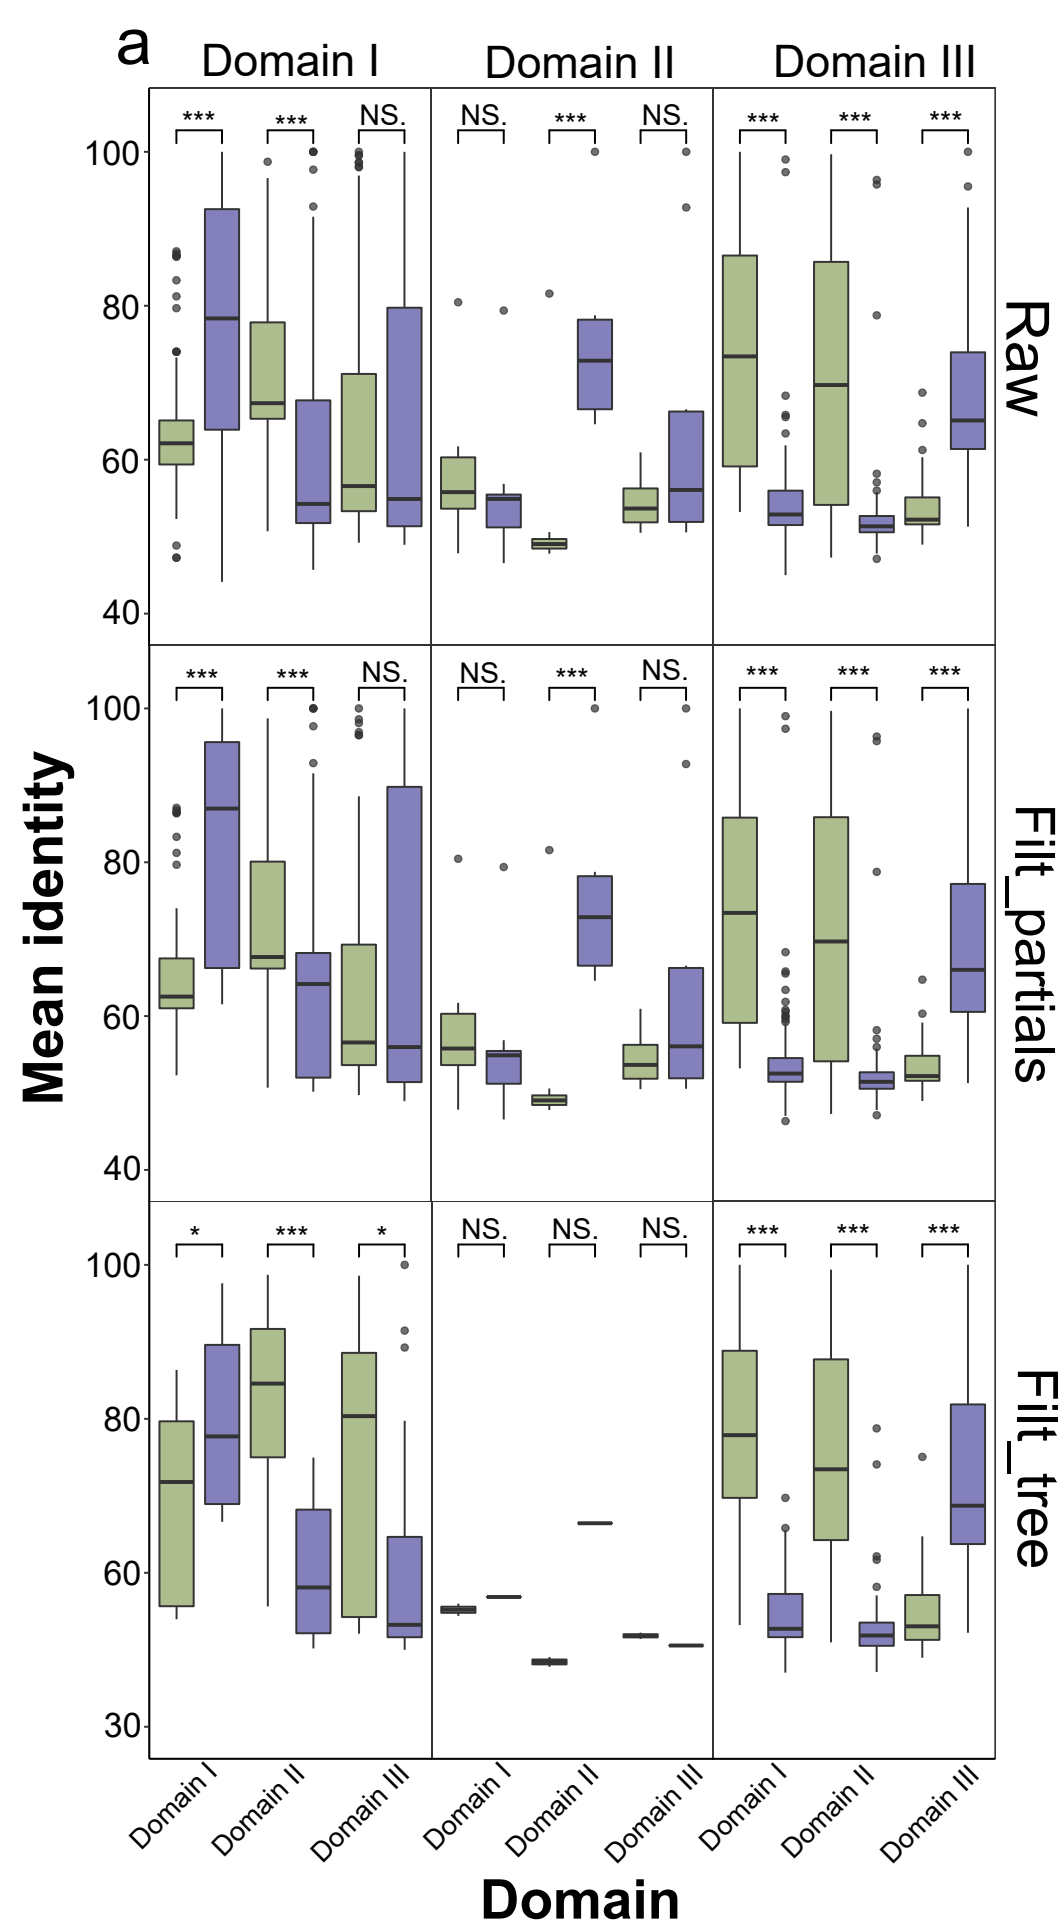 a
Domain I Domain II Domain III
*** *** NS. NS. *** NS. *** *** ***
100
80
60
40
Raw
*** *** NS. NS. *** NS. *** *** ***
100
80
60
40
Filt_partials
Mean identity
* *** * NS. NS. NS. *** *** ***
100
80
60
30
Filt_tree
Domain I Domain II Domain III Domain I Domain II Domain III Domain I Domain II Domain III
Domain